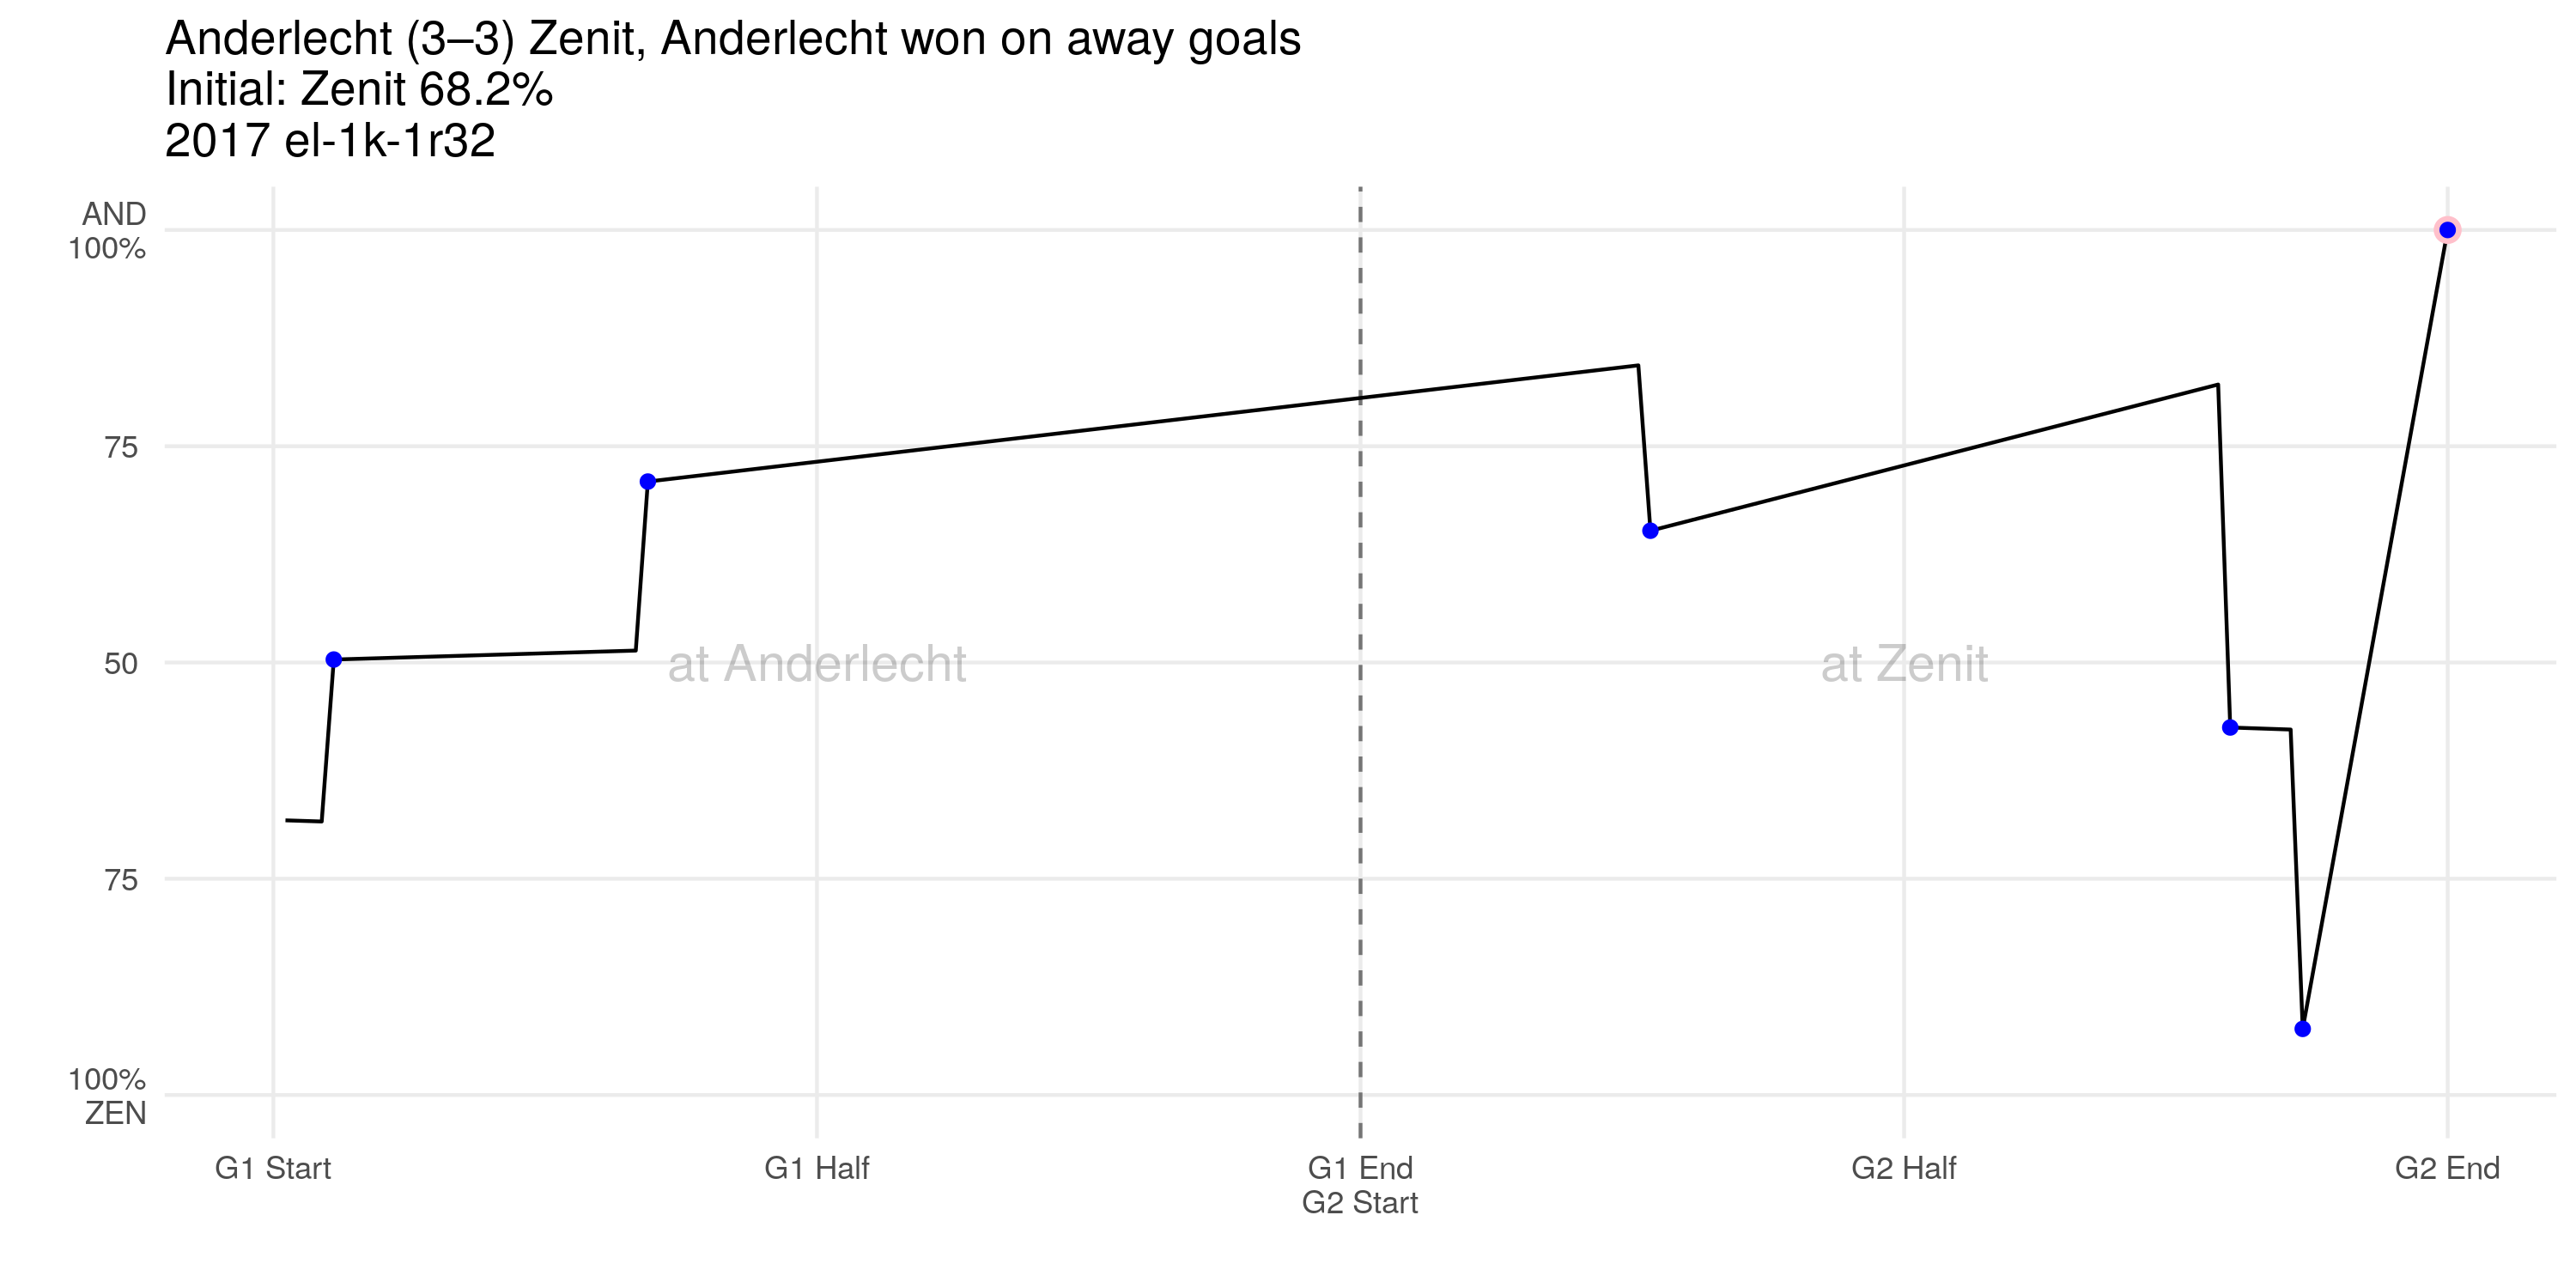 Anderlecht (3–3) Zenit, Anderlecht won on away goals
Initial: Zenit 68.2%
2017 el-1k-1r32
AND
100%
75
50
75
100%
ZEN
at Anderlecht
at Zenit
G1 Start
G1 Half
G1 End
G2 Start
G2 Half
G2 End